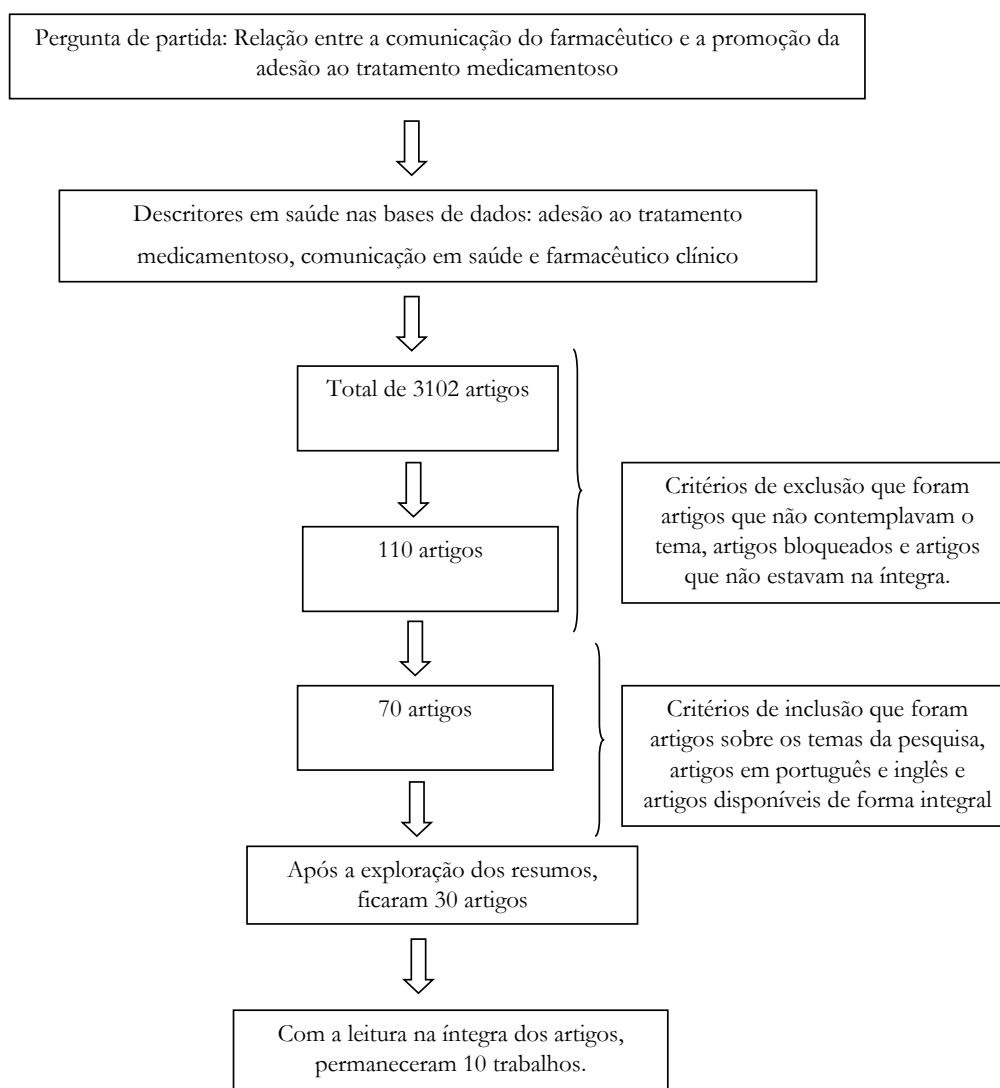 Pergunta de partida: Relação entre a comunicação do farmacêutico e a promoção da
adesão ao tratamento medicamentoso
Descritores em saúde nas bases de dados: adesão ao tratamento
medicamentoso, comunicação em saúde e farmacêutico clínico
Total de 3102 artigos
110 artigos
Critérios de exclusão que foram
artigos que não contemplavam o
tema, artigos bloqueados e artigos
que não estavam na íntegra.
70 artigos
Critérios de inclusão que foram
artigos sobre os temas da pesquisa,
artigos em português e inglês e
artigos disponíveis de forma integral
Após a exploração dos resumos,
ficaram 30 artigos
Com a leitura na íntegra dos artigos,
permaneceram 10 trabalhos.